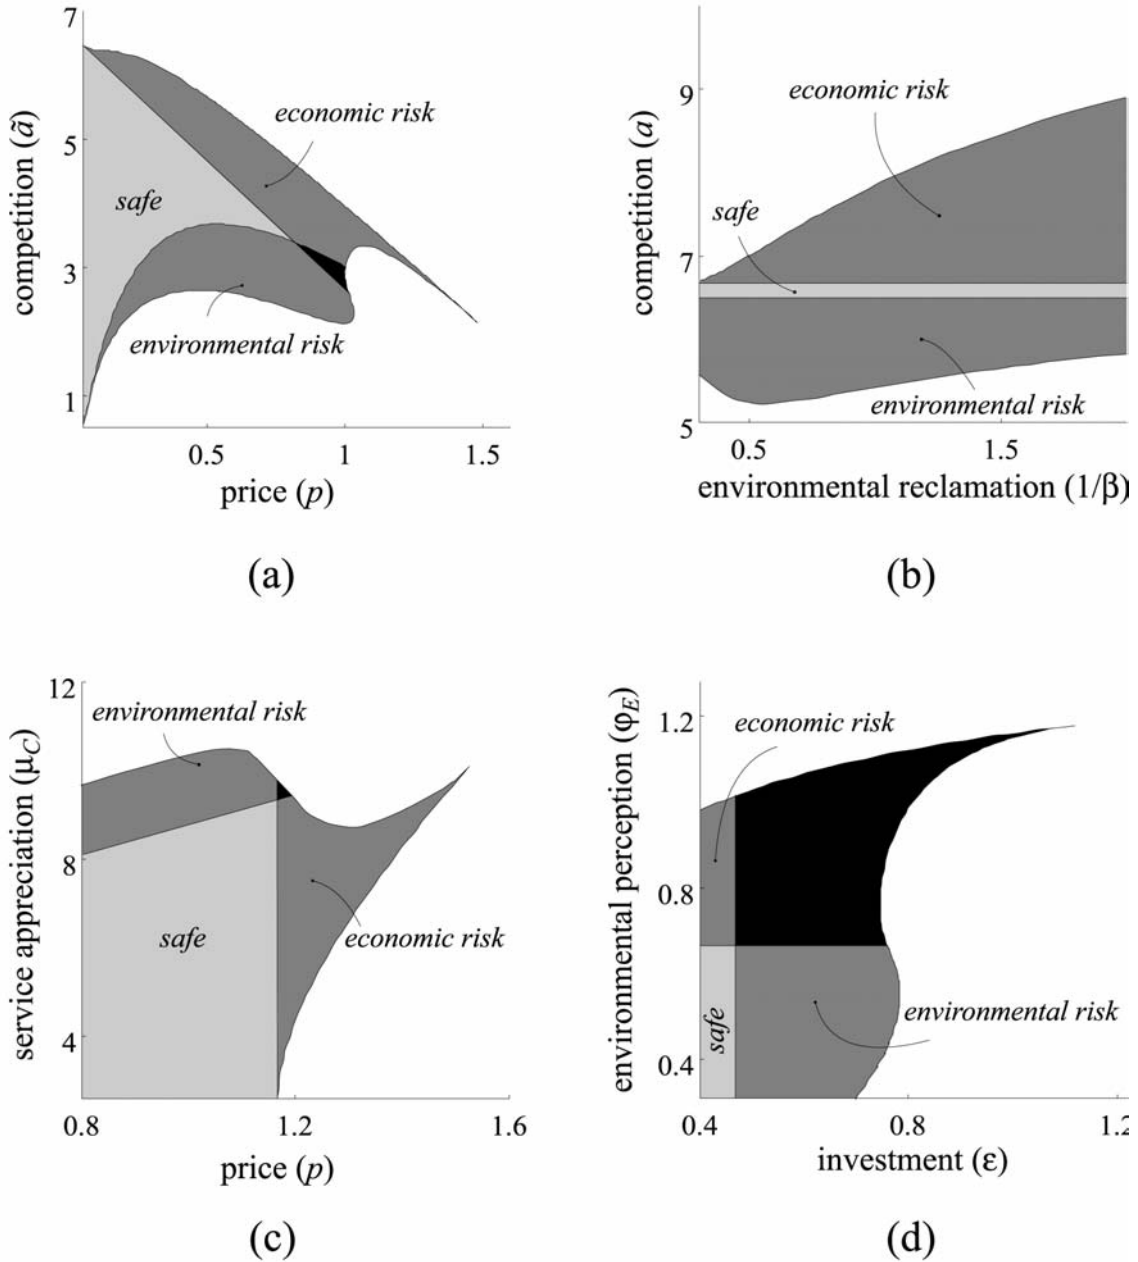 7
5
3
1
competition (ã)
economic risk
safe
environmental risk
0.5 1 1.5
price (p)
(a)
9
7
5
competition (a)
economic risk
safe
environmental risk
0.5 1.5
environmental reclamation (1/β)
(b)
12
8
4
service appreciation (μC)
environmental risk
safe
economic risk
0.8 1.2 1.6
price (p)
(c)
1.2
0.8
0.4
environmental perception (φE)
economic risk
safe
environmental risk
0.4 0.8 1.2
investment (ε)
(d)